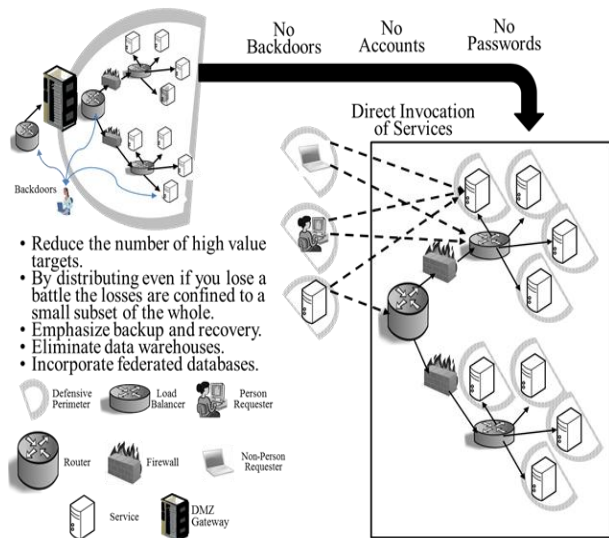 No
Backdoors
No
Accounts
No
Passwords
Direct Invocation
of Services
Backdoors
• Reduce the number of high value
targets.
• By distributing even if you lose a
battle the losses are confined to a
small subset of the whole.
• Emphasize backup and recovery.
• Eliminate data warehouses.
• Incorporate federated databases.
Defensive
Perimeter
Load
Balancer
Person
Requester
Router
Firewall
Non-Person
Requester
Service
DMZ
Gateway